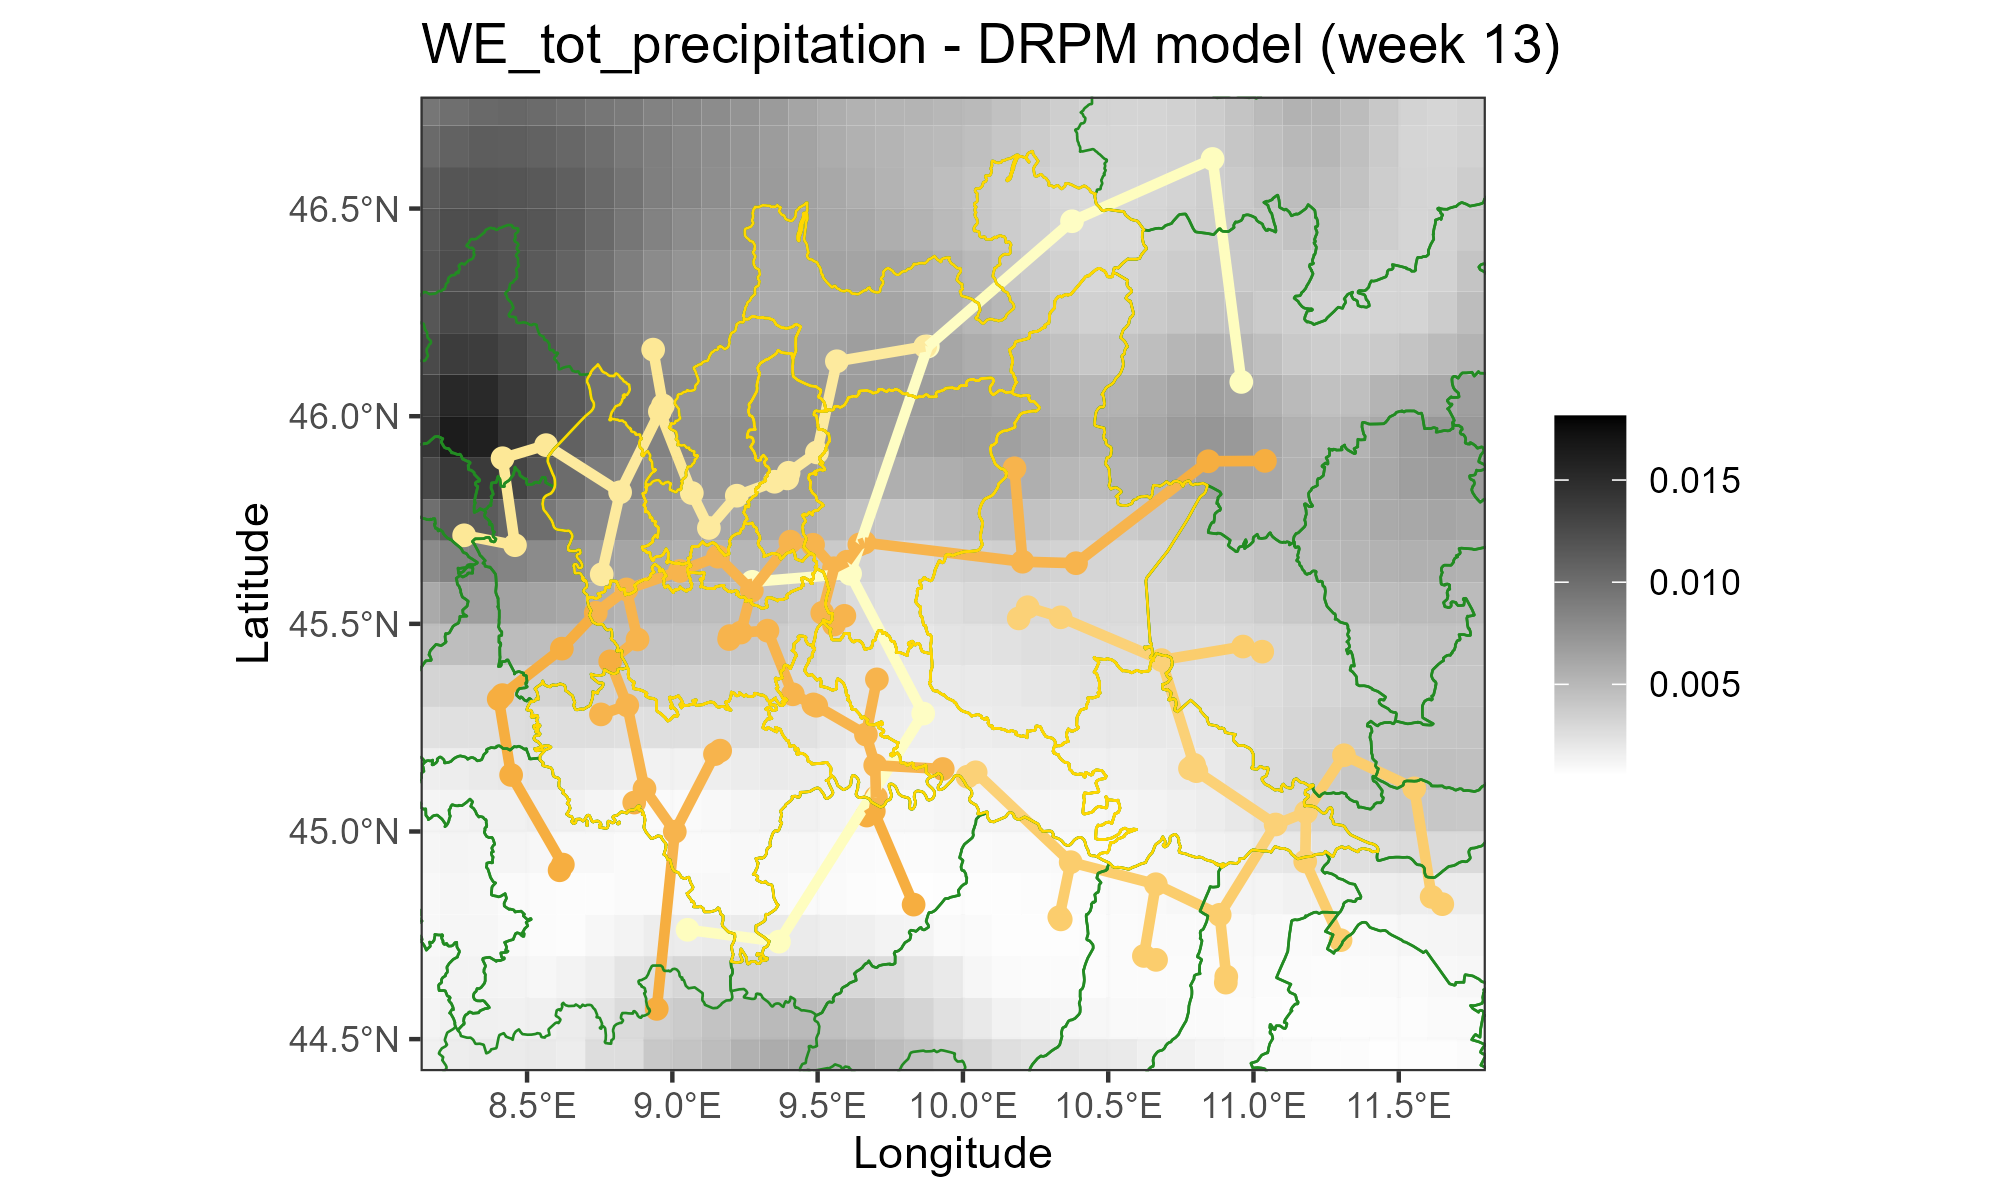 WE_tot_precipitation - DRPM model (week 13)
46.5°N
46.0°N
45.5°N
45.0°N
44.5°N
Latitude
8.5°E 9.0°E 9.5°E 10.0°E 10.5°E 11.0°E 11.5°E
Longitude
0.015
0.010
0.005